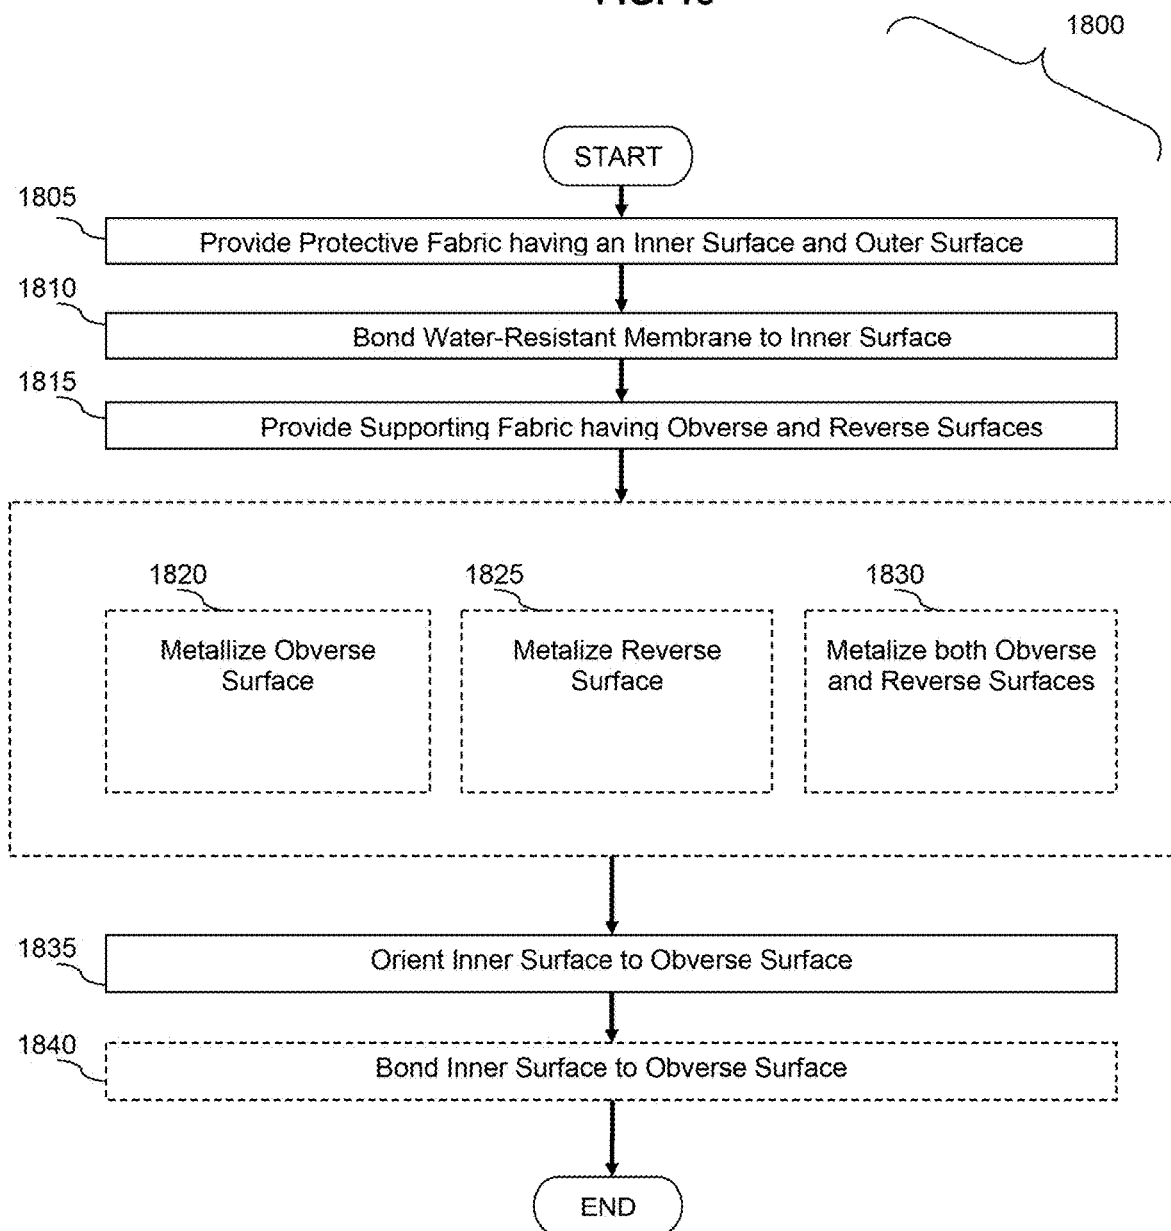 1800
START
1805
Provide Protective Fabric having an Inner Surface and Outer Surface
1810
Bond Water-Resistant Membrane to Inner Surface
1815
Provide Supporting Fabric having Obverse and Reverse Surfaces
1820
1825
1830
Metallize Obverse
Surface
Metalize Reverse
Surface
Metalize both Obverse
and Reverse Surfaces
1835
Orient Inner Surface to Obverse Surface
1840
Bond Inner Surface to Obverse Surface
END